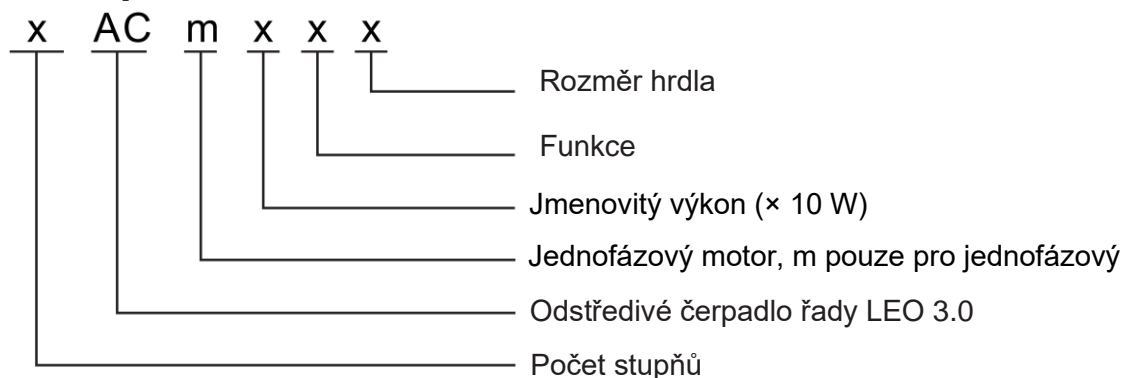 x AC m x x x
Rozměr hrdla
Funkce
Jmenovitý výkon (× 10 W)
Jednofázový motor, m pouze pro jednofázový
Odstředivé čerpadlo řady LEO 3.0
Počet stupňů